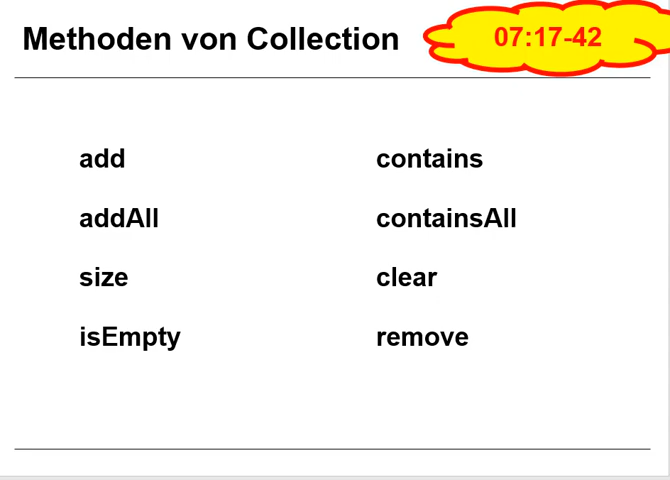 Methoden von Collection
07:17-42
add
addAll
size
isEmpty
contains
containsAll
clear
remove